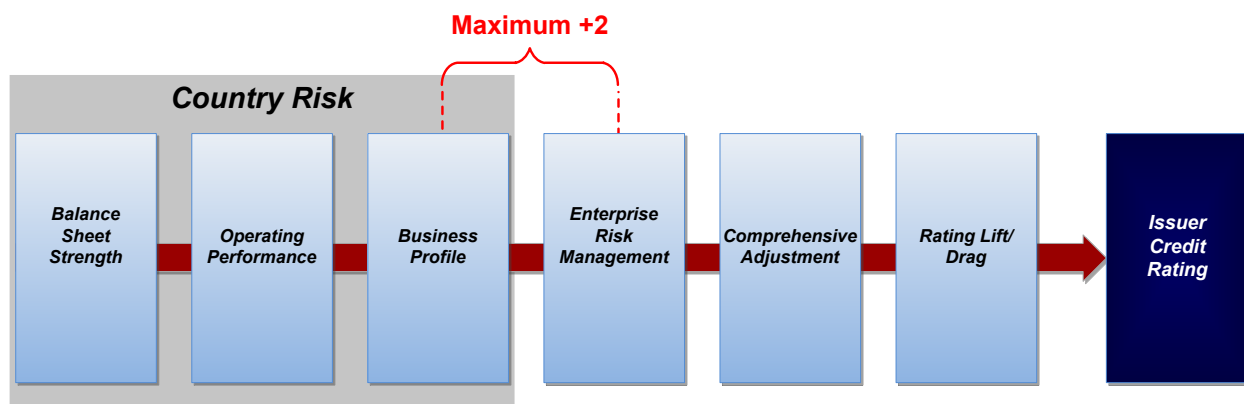 Maximum +2
Country Risk
Balance
Sheet
Strength
Operating
Performance
Business
Profile
Enterprise
Risk
Management
Comprehensive
Adjustment
Rating Lift/
Drag
Issuer
Credit
Rating